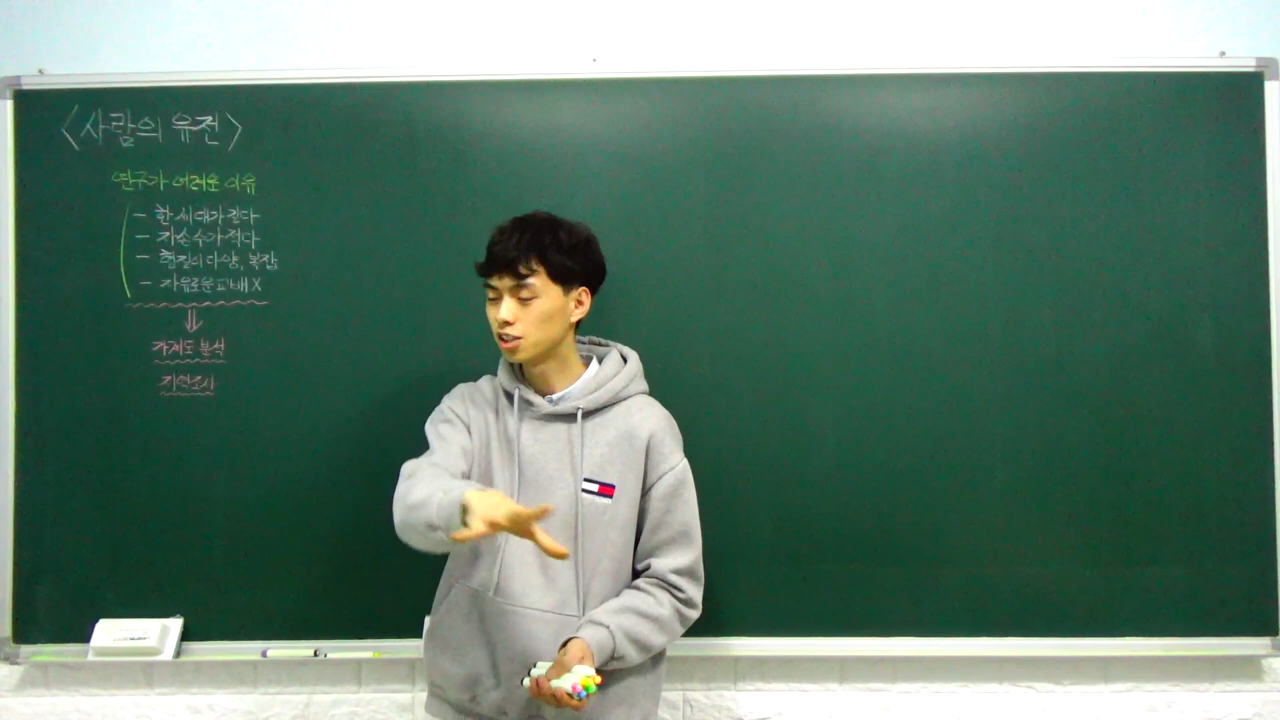 <사람의 유전>
연구가 어려운 이유
- 한 세대가 길다
- 자손 수가 적다
- 형질이 다양, 복잡
- 자유로운 교배 X
⇓
가계도 분석
지역조사